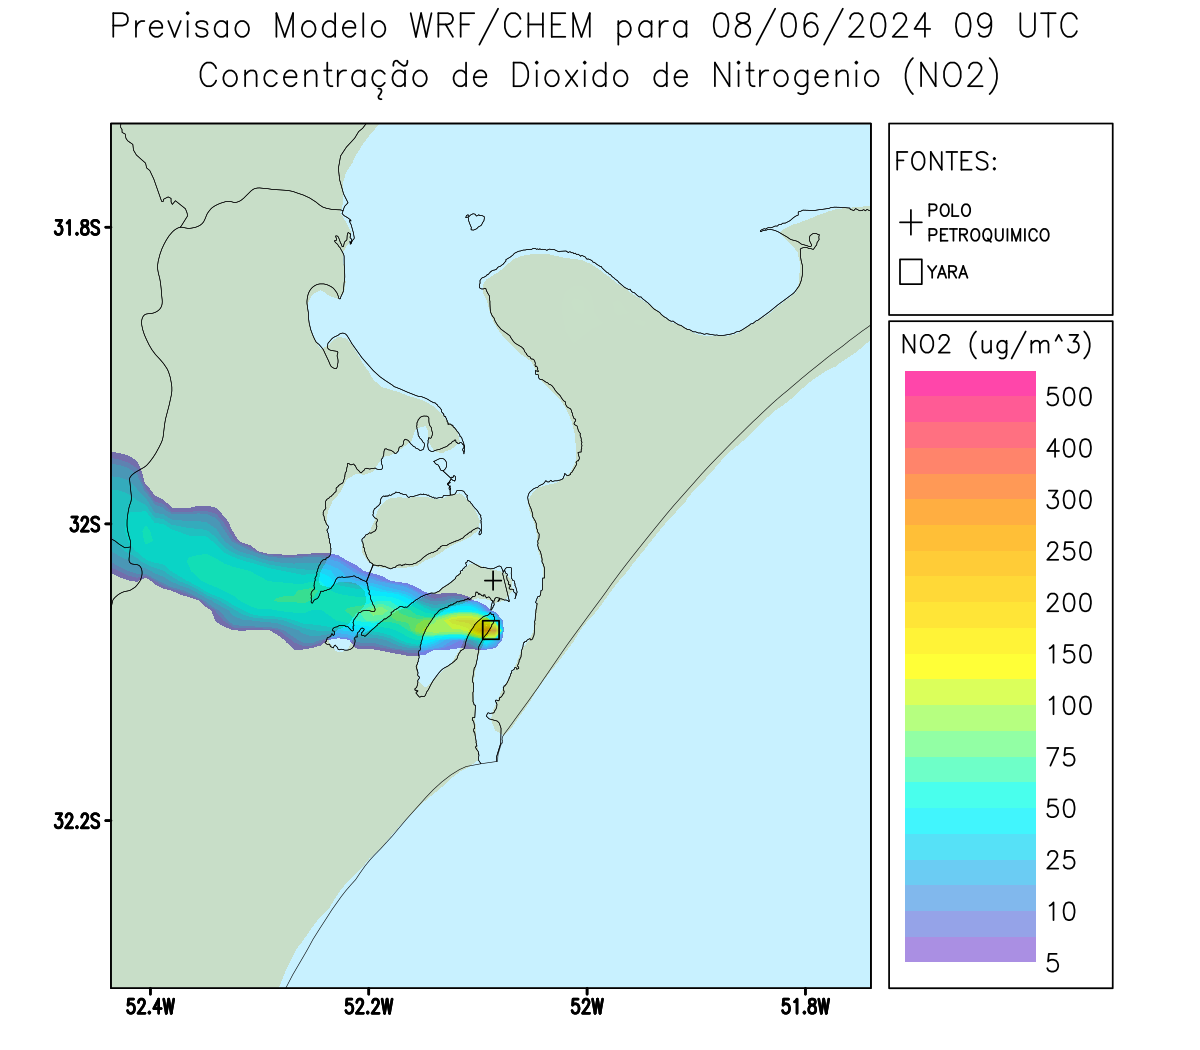 Previsao Modelo WRF/CHEM para 08/06/2024 09 UTC
Concentração de Dioxido de Nitrogenio (NO2)
FONTES:
POLO
PETROQUIMICO
YARA
NO2 (ug/m^3)
500
400
300
250
200
150
100
75
50
25
10
5
31.8S
32S
32.2S
52.4W
52.2W
52W
51.8W